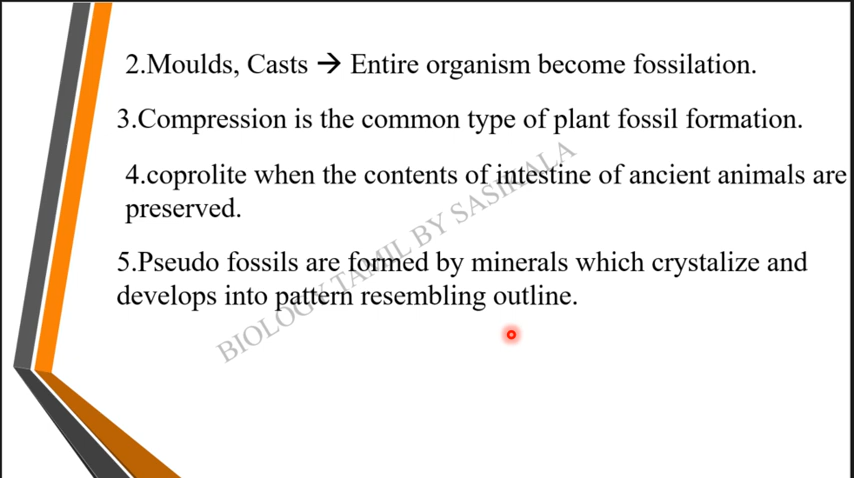 2.Moulds, Casts → Entire organism become fossilation.
3.Compression is the common type of plant fossil formation.
4.coprolite when the contents of intestine of ancient animals are
preserved.
5.Pseudo fossils are formed by minerals which crystalize and
develops into pattern resembling outline.
BIOLOGY TAMIL BY SASIKALA